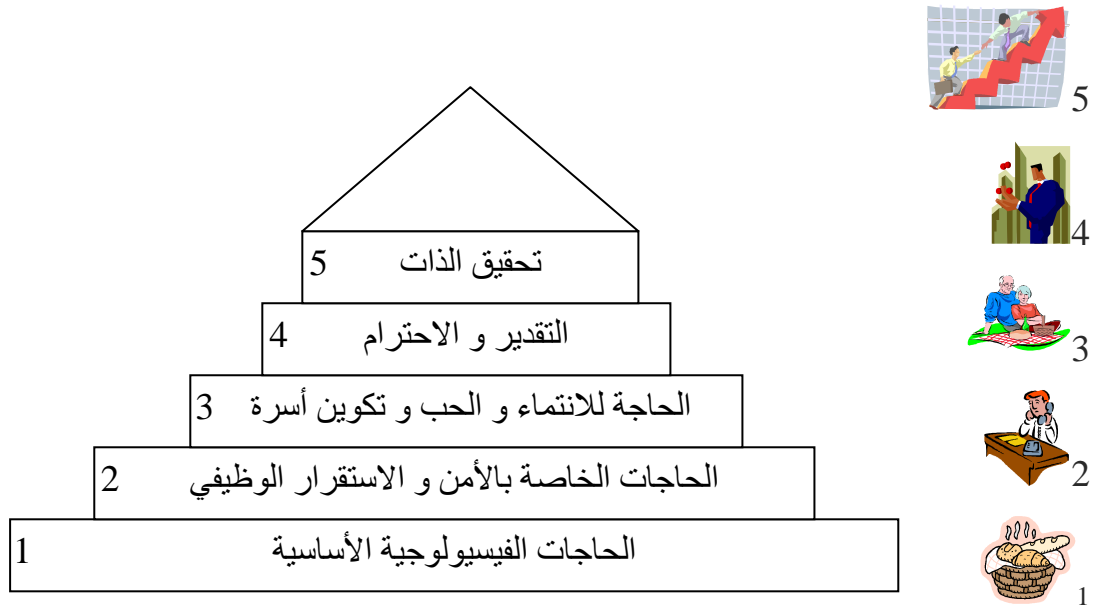 5
تحقيق الذات 5
4
التقدير و الاحترام 4
3
الحاجة للانتماء و الحب و تكوين أسرة 3
الحاجات الخاصة بالأمن و الاستقرار الوظيفي 2
2
الحاجات الفيسيولوجية الأساسية 1
1